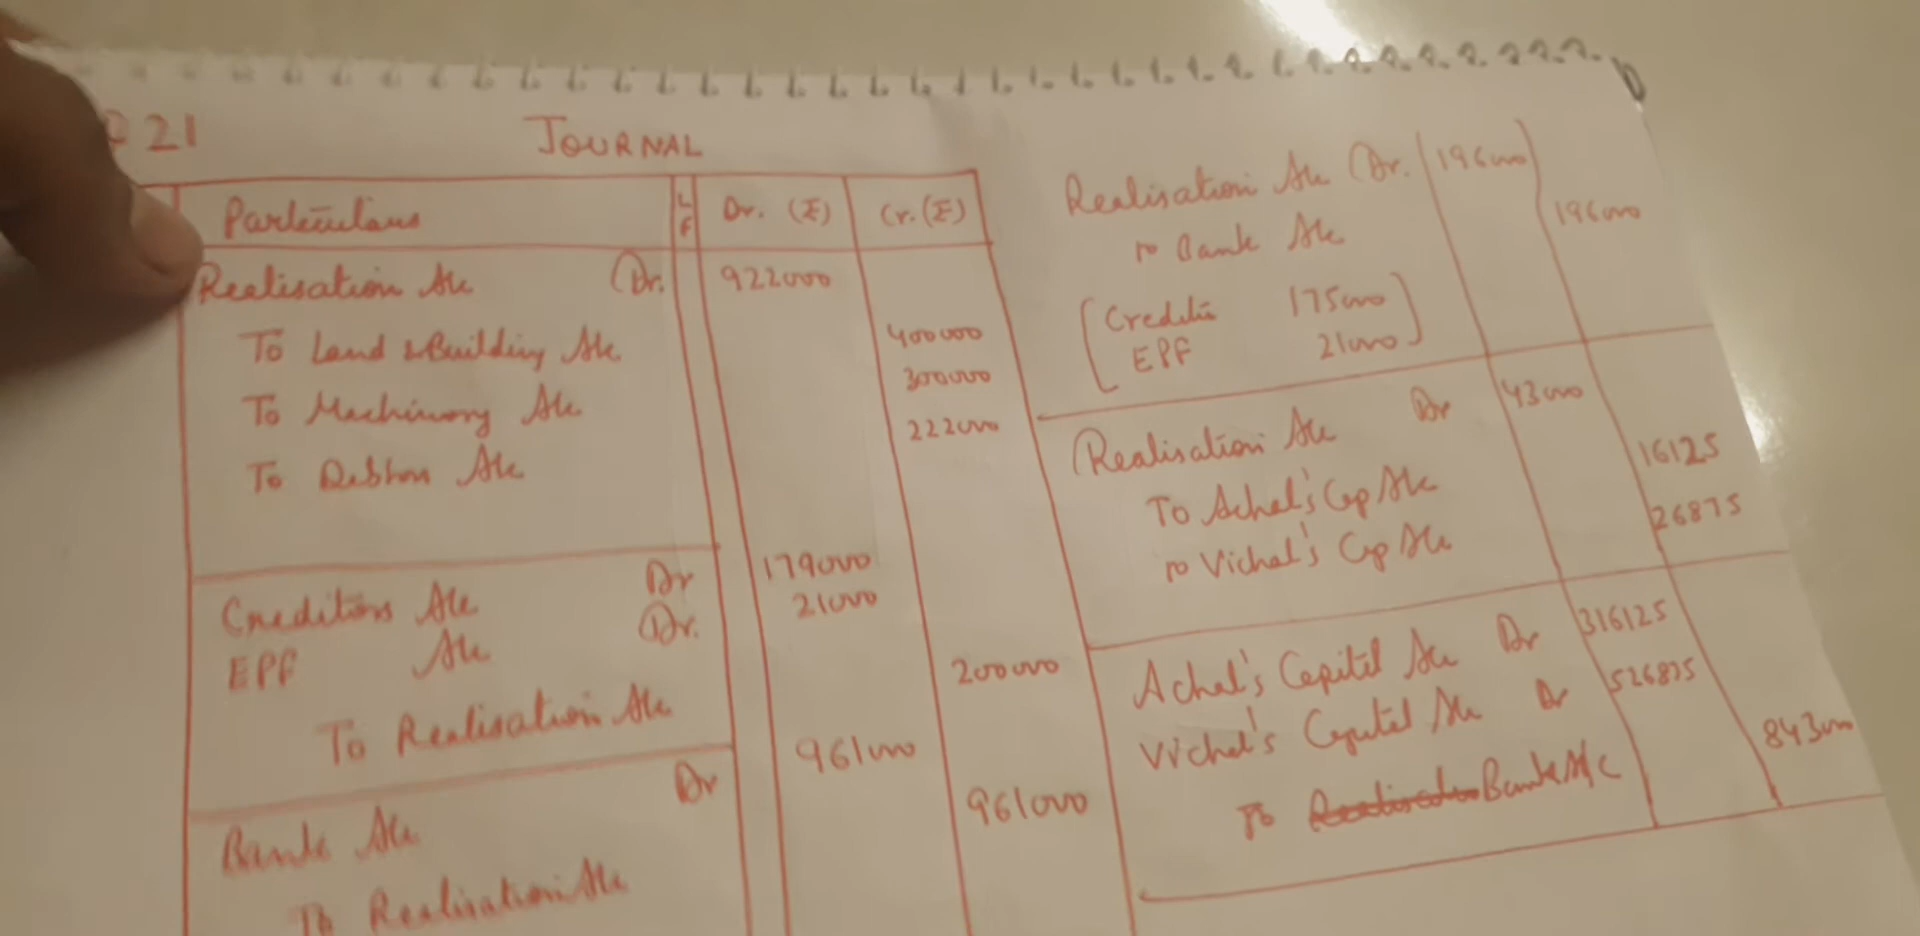 21
JOURNAL
Particulars LF Dr. (₹) Cr. (₹)
Realisation A/c Dr. 922000
To Land & Building A/c 400000
To Machinery A/c 300000
To Debtors A/c 222000
Creditors A/c Dr 179000
EPF A/c Dr. 21000
To Realisation A/c 200000
Bank A/c Dr 961000
To Realisation A/c 961000
Realisation A/c Dr. 196000
To Bank A/c 196000
Creditors 175000
EPF 21000
Realisation A/c Dr 43000
To Achal's Cap A/c 16125
To Vichal's Cap A/c 26875
Achal's Capital A/c Dr 316125
Vichal's Capital A/c Dr 526875
To Bank A/c 843000